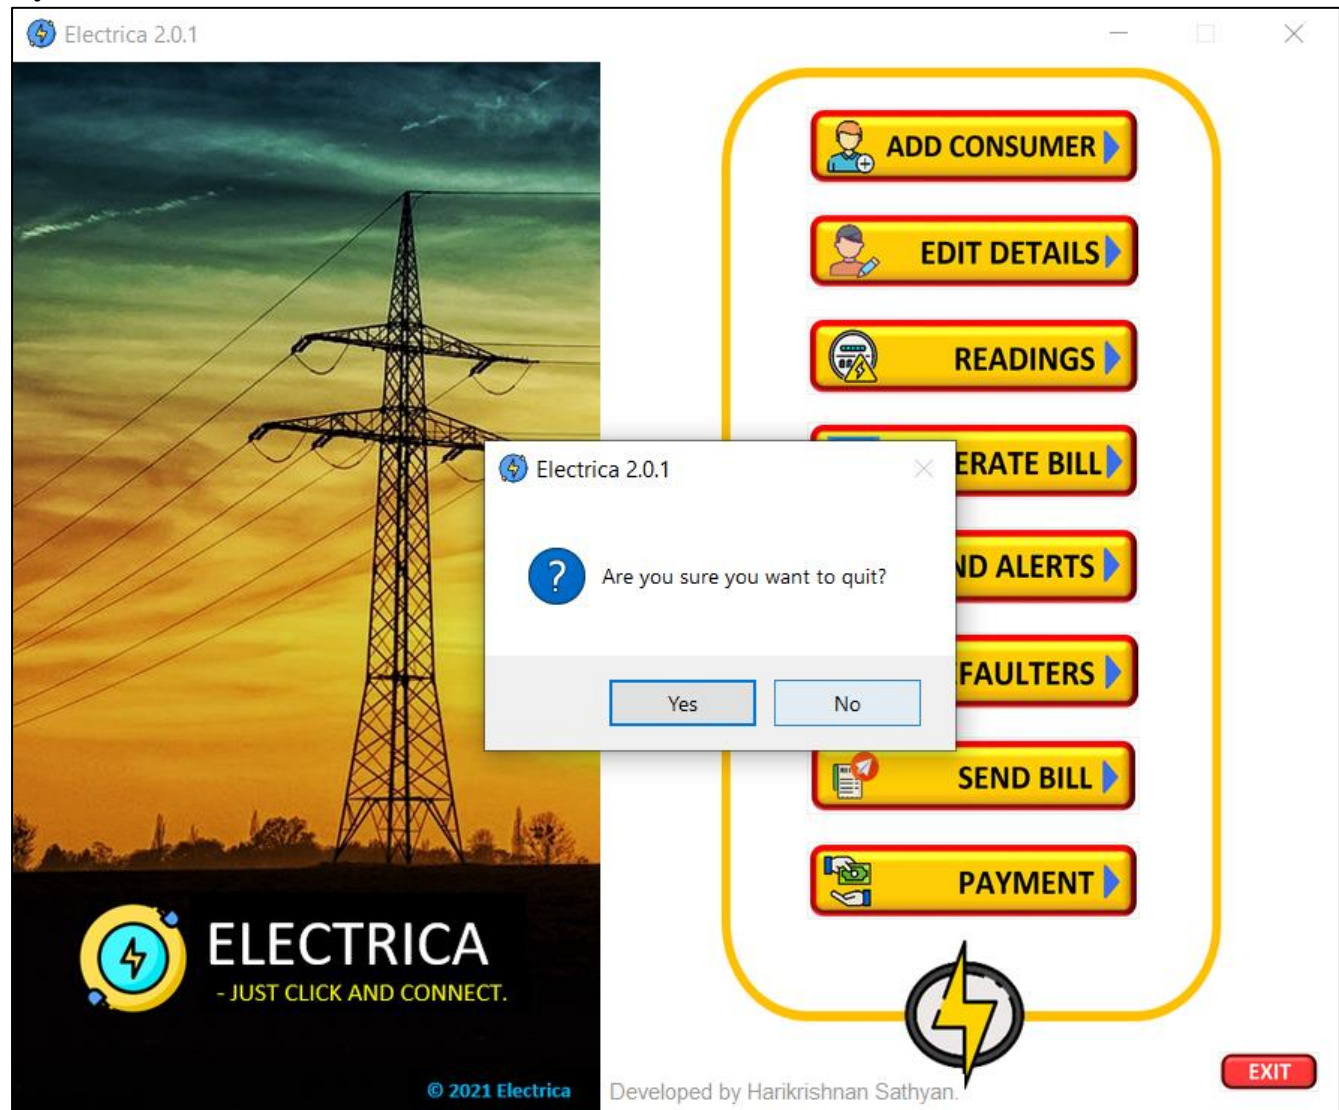 Electrica 2.0.1
ADD CONSUMER
EDIT DETAILS
READINGS
ERATE BILL
Electrica 2.0.1
Are you sure you want to quit?
ND ALERTS
FAULTERS
Yes
No
SEND BILL
PAYMENT
ELECTRICA
- JUST CLICK AND CONNECT.
EXIT
© 2021 Electrica
Developed by Harikrishnan Sathyan.